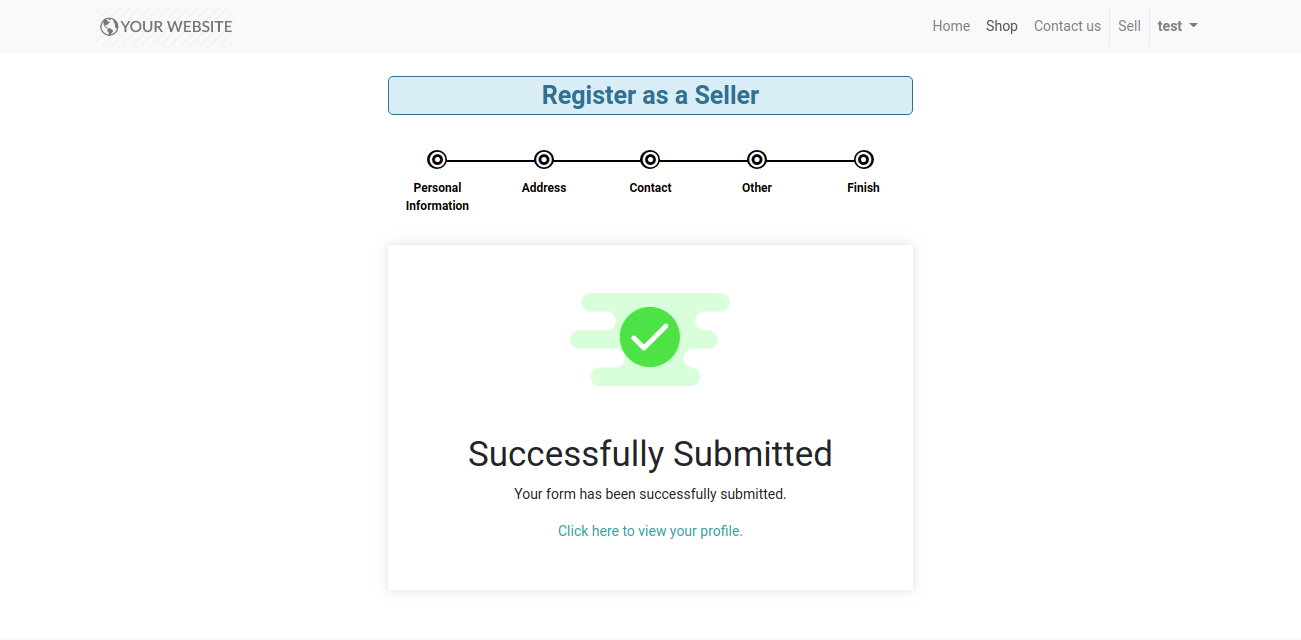 YOUR WEBSITE
Home Shop Contact us Sell test
Register as a Seller
Personal Information
Address
Contact
Other
Finish
Successfully Submitted
Your form has been successfully submitted.
Click here to view your profile.